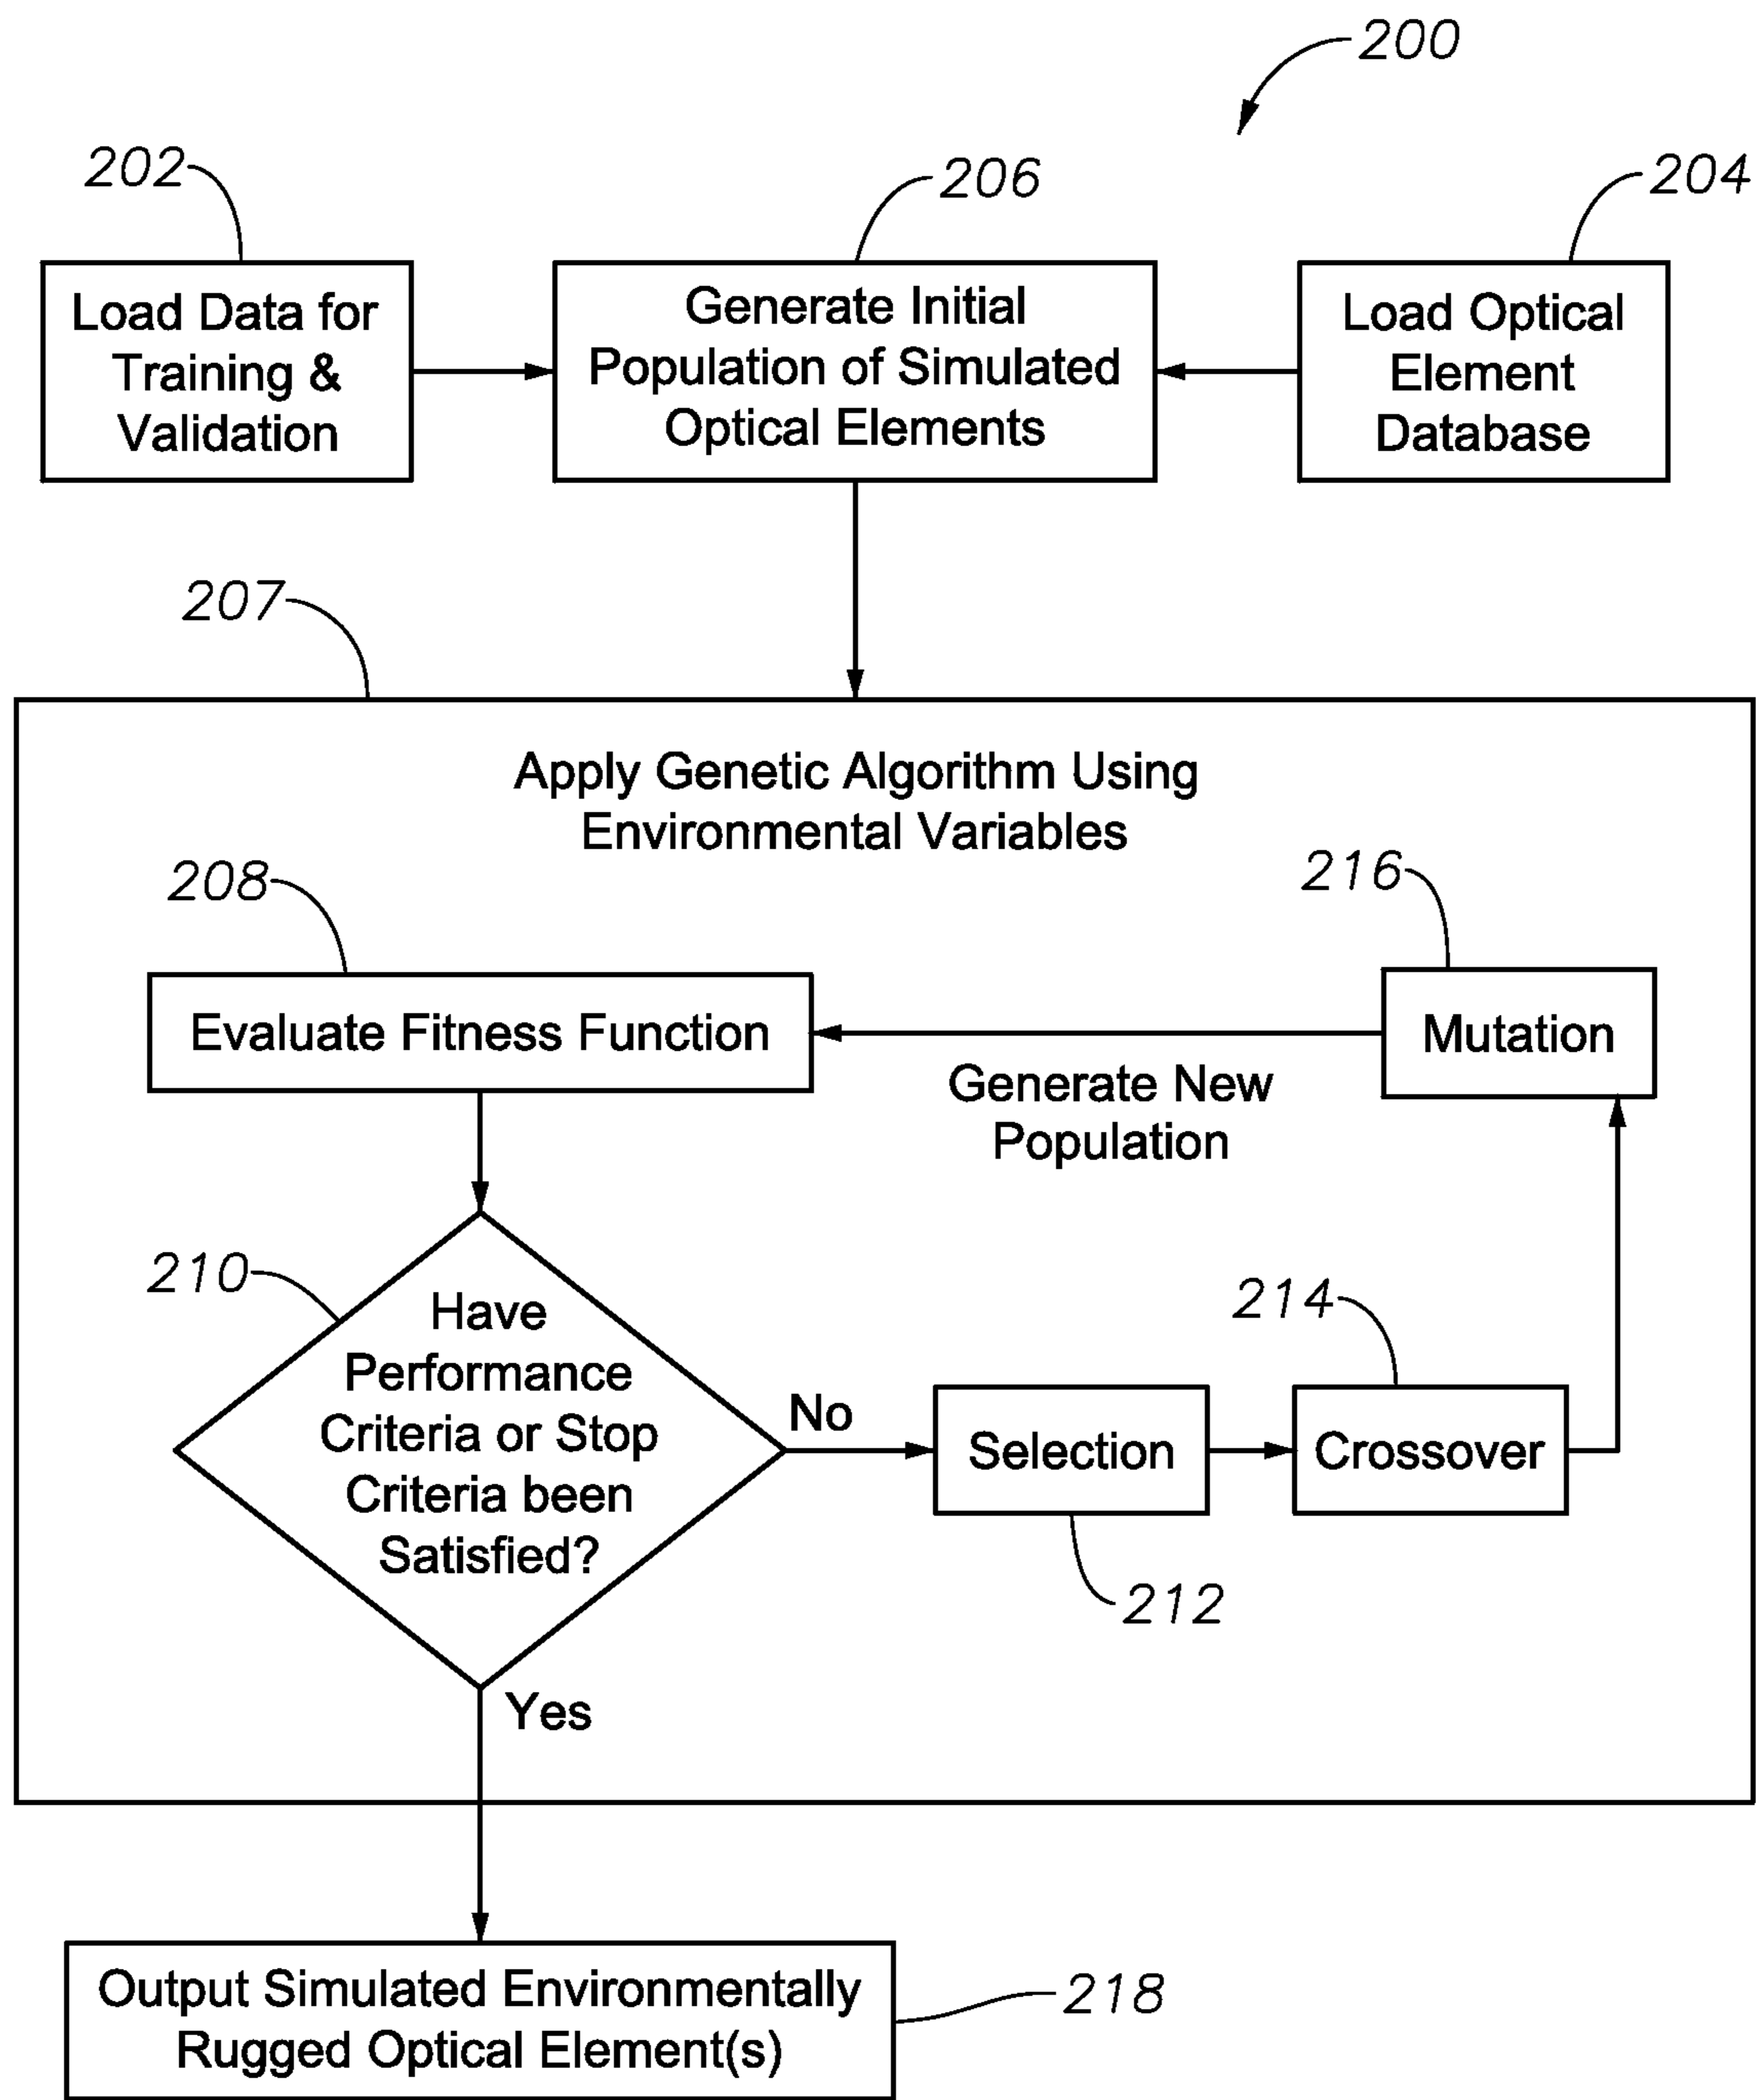 200
202
206
204
Load Data for
Training &
Validation
Generate Initial
Population of Simulated
Optical Elements
Load Optical
Element
Database
207
Apply Genetic Algorithm Using
Environmental Variables
208
216
Evaluate Fitness Function
Mutation
Generate New
Population
210
Have
Performance
Criteria or Stop
Criteria been
Satisfied?
No
214
Selection
Crossover
212
Yes
Output Simulated Environmentally
Rugged Optical Element(s)
218